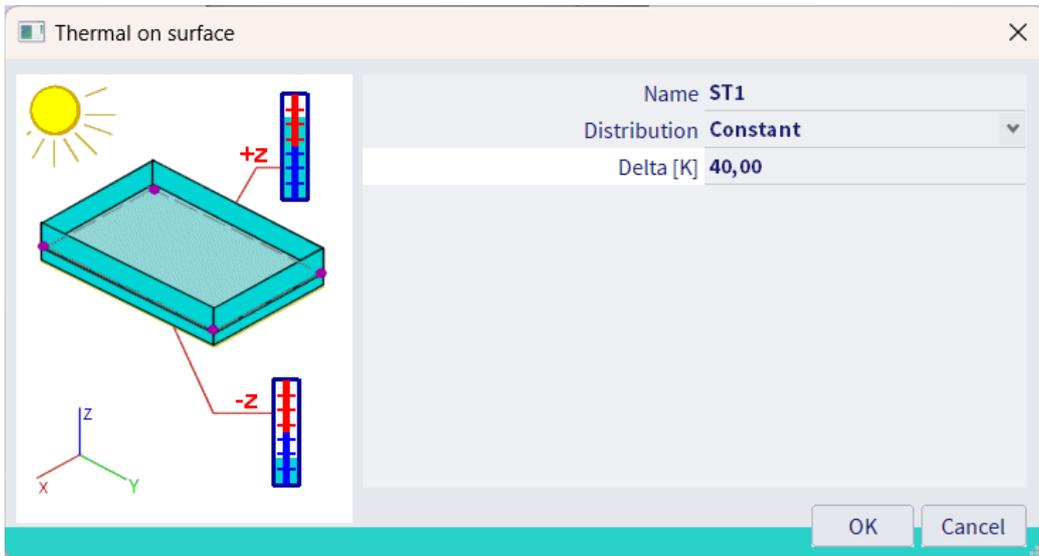 Thermal on surface
Name ST1
Distribution Constant
Delta [K] 40,00
+z
-z
Z
X
Y
OK
Cancel